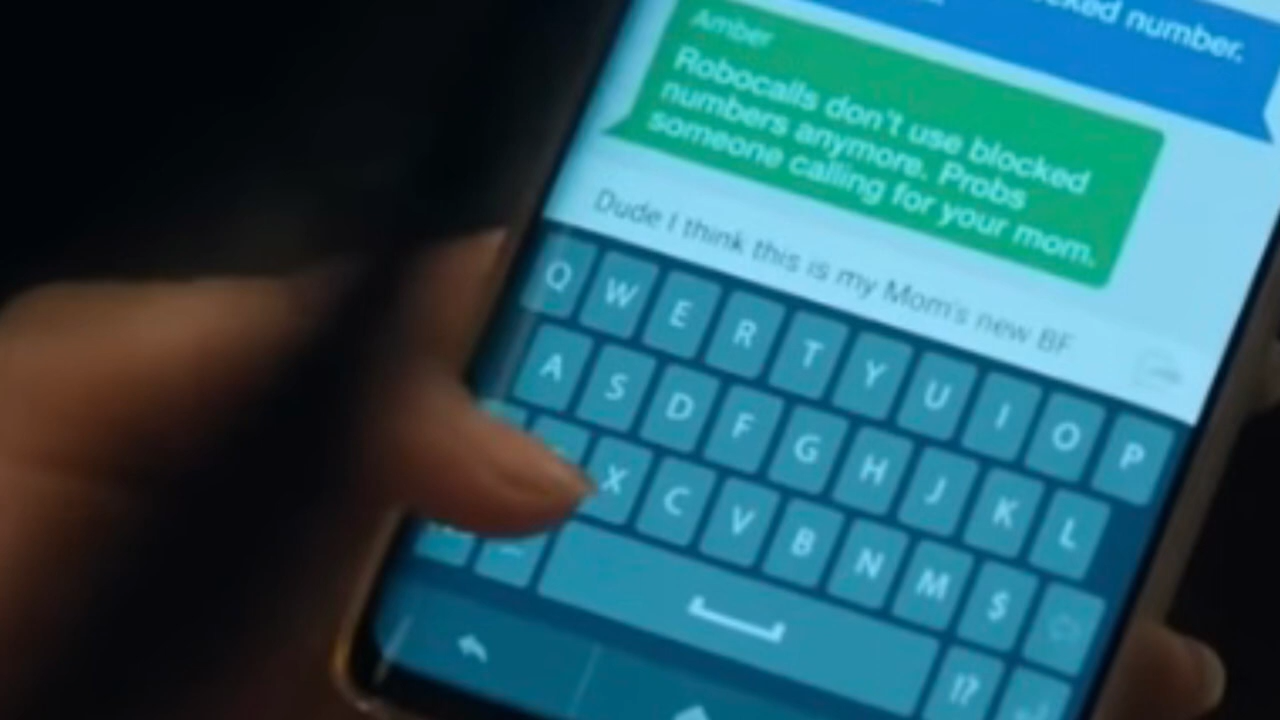 ocked number.
Amber
Robocalls don't use blocked
numbers anymore. Probs
someone calling for your mom.
Dude I think this is my Mom's new BF
Q W E R T Y U I O P
A S D F G H J K L
X C V B N M $
!?